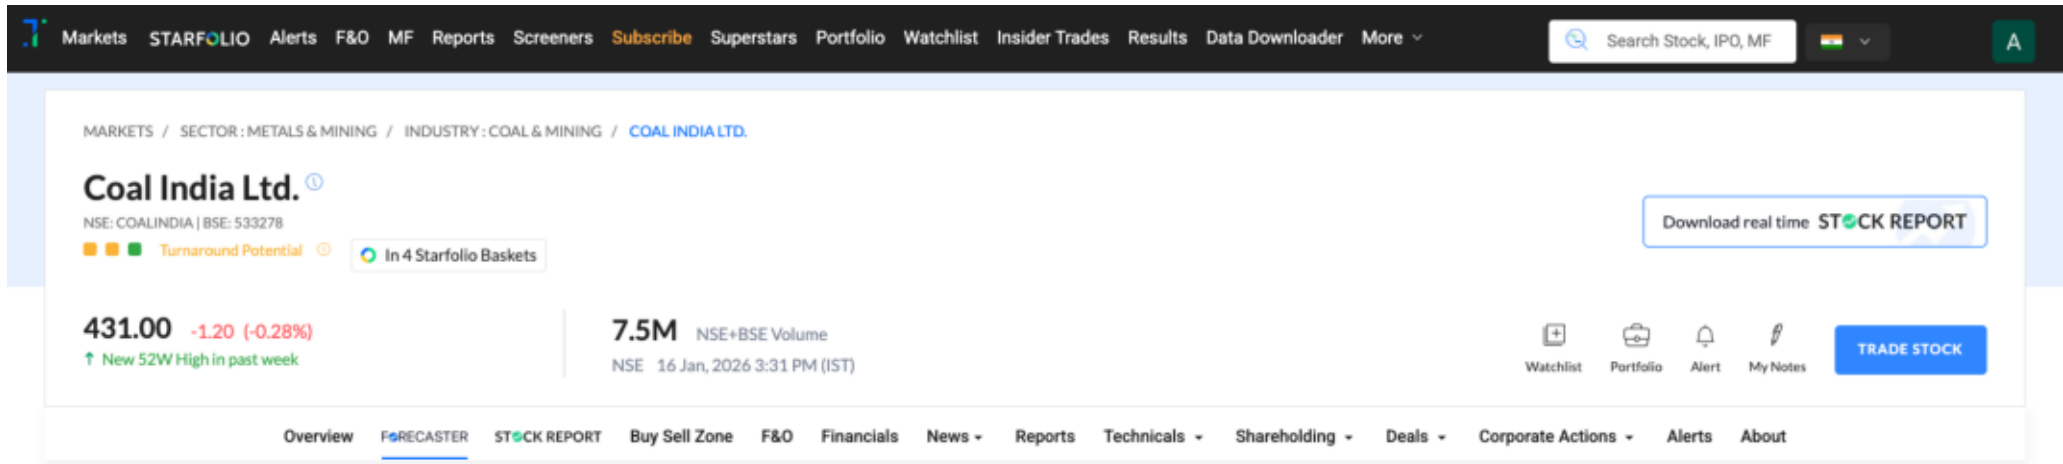 Markets STARFOLIO Alerts F&O MF Reports Screeners Subscribe Superstars Portfolio Watchlist Insider Trades Results Data Downloader More Search Stock, IPO, MF A
MARKETS / SECTOR : METALS & MINING / INDUSTRY : COAL & MINING / COAL INDIA LTD.
Coal India Ltd.
NSE: COALINDIA | BSE: 533278
Download real time STOCK REPORT
Turnaround Potential In 4 Starfolio Baskets
431.00 -1.20 (-0.28%)
↑ New 52W High in past week
7.5M NSE+BSE Volume
NSE 16 Jan, 2026 3:31 PM (IST)
Watchlist Portfolio Alert My Notes TRADE STOCK
Overview FORECASTER STOCK REPORT Buy Sell Zone F&O Financials News Reports Technicals Shareholding Deals Corporate Actions Alerts About